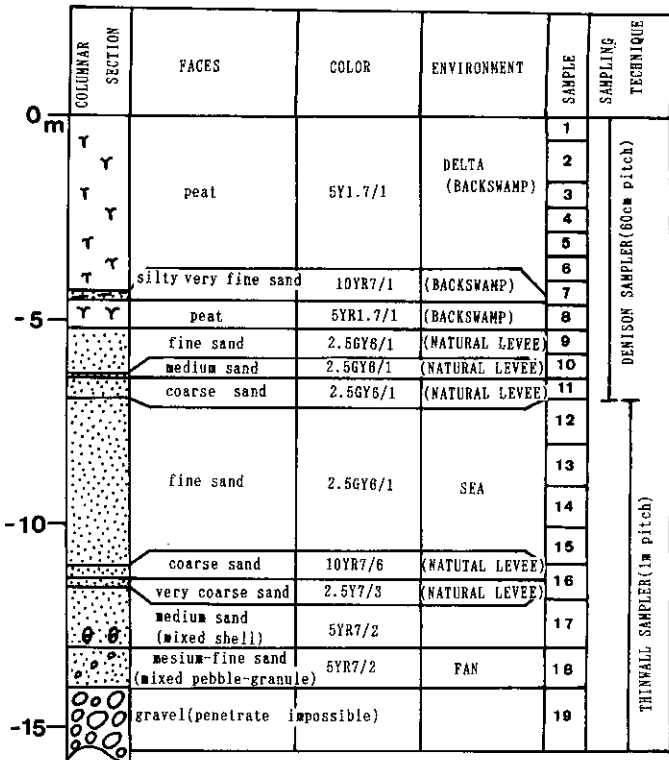 COLUMNAR SECTION FACES COLOR ENVIRONMENT SAMPLE SAMPLING TECHNIQUE
0 m
1
DELTA 2
peat 5Y1.7/1 (BACKSWAMP) 3
4
5
6
silty very fine sand 10YR7/1 (BACKSWAMP) 7
-5 peat 5YR1.7/1 (BACKSWAMP) 8
fine sand 2.5GY6/1 (NATURAL LEVEE) 9
medium sand 2.5GY6/1 (NATURAL LEVEE) 10
coarse sand 2.5GY6/1 (NATURAL LEVEE) 11
DENISON SAMPLER(60cm pitch)
12
13
fine sand 2.5GY6/1 SEA
14
-10
15
coarse sand 10YR7/6 (NATUTAL LEVEE)
16
very coarse sand 2.5Y7/3 (NATURAL LEVEE)
medium sand 17
(mixed shell) 5YR7/2
mesium-fine sand 5YR7/2 FAN 18
(mixed pebble-granule)
-15 gravel(penetrate impossible) 19
THINWALL SAMPLER(1m pitch)